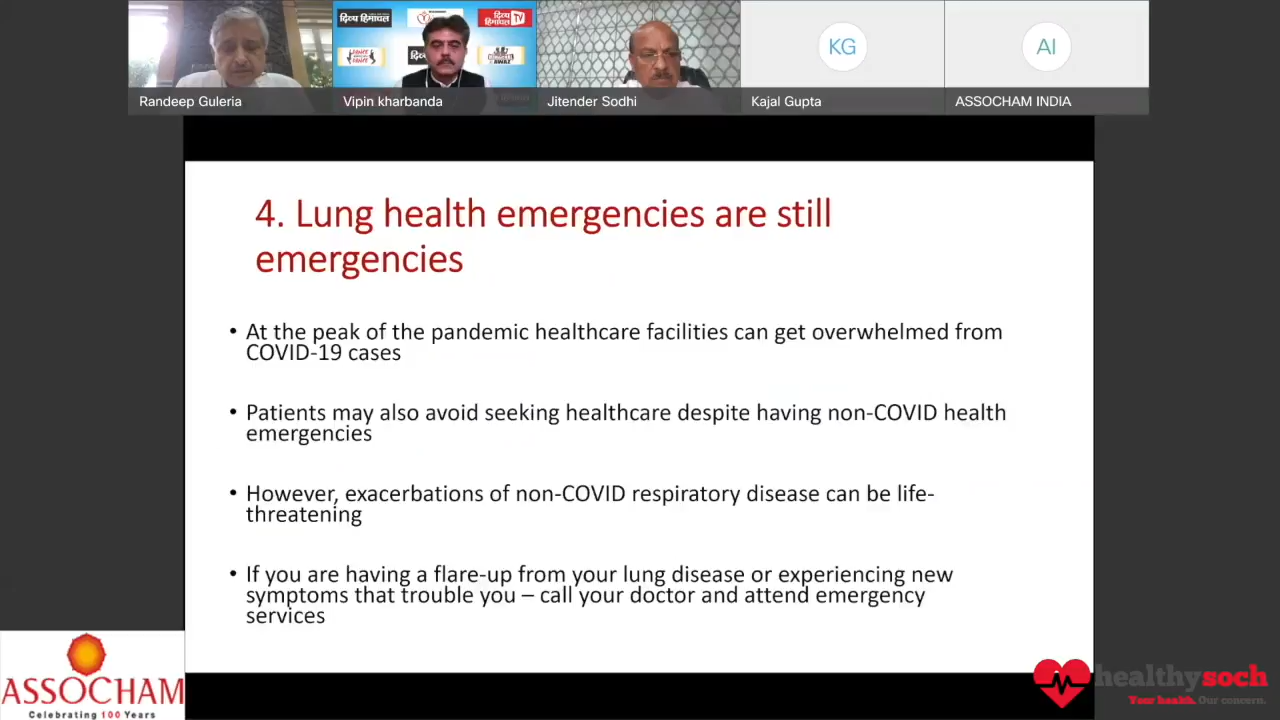 दिव्य हिमाचल
दिव्य हिमाचल TV
Randeep Guleria
Vipin kharbanda
Jitender Sodhi
KG
Kajal Gupta
AI
ASSOCHAM INDIA
4. Lung health emergencies are still
emergencies
• At the peak of the pandemic healthcare facilities can get overwhelmed from
COVID-19 cases
• Patients may also avoid seeking healthcare despite having non-COVID health
emergencies
• However, exacerbations of non-COVID respiratory disease can be life-
threatening
• If you are having a flare-up from your lung disease or experiencing new
symptoms that trouble you – call your doctor and attend emergency
services
ASSOCHAM
Celebrating 100 Years
healthysoch
Your health. Our concern.